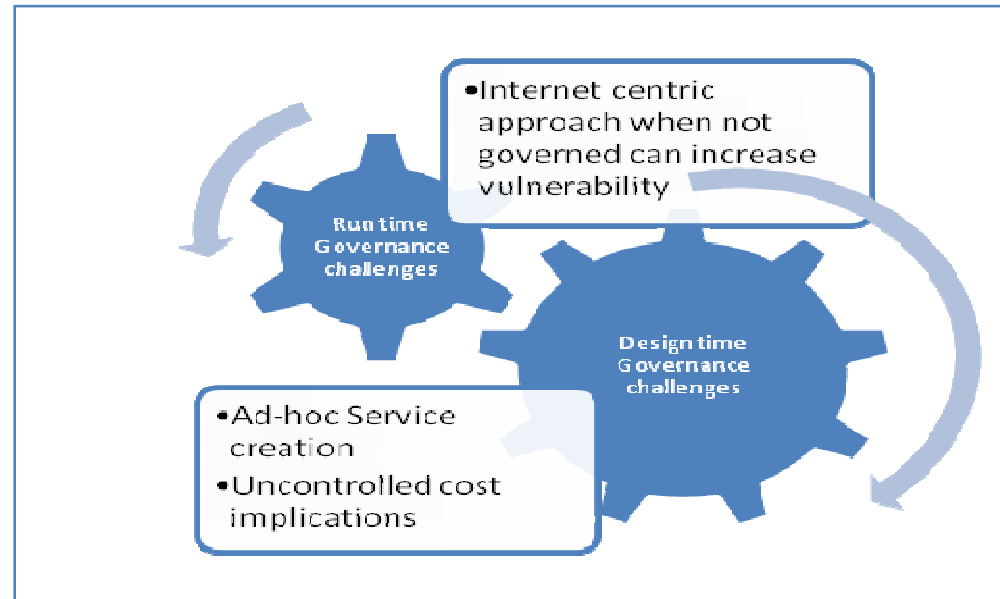 •Internet centric
approach when not
governed can increase
vulnerability
Run time
Governance
challenges
Design time
Governance
challenges
•Ad-hoc Service
creation
•Uncontrolled cost
implications